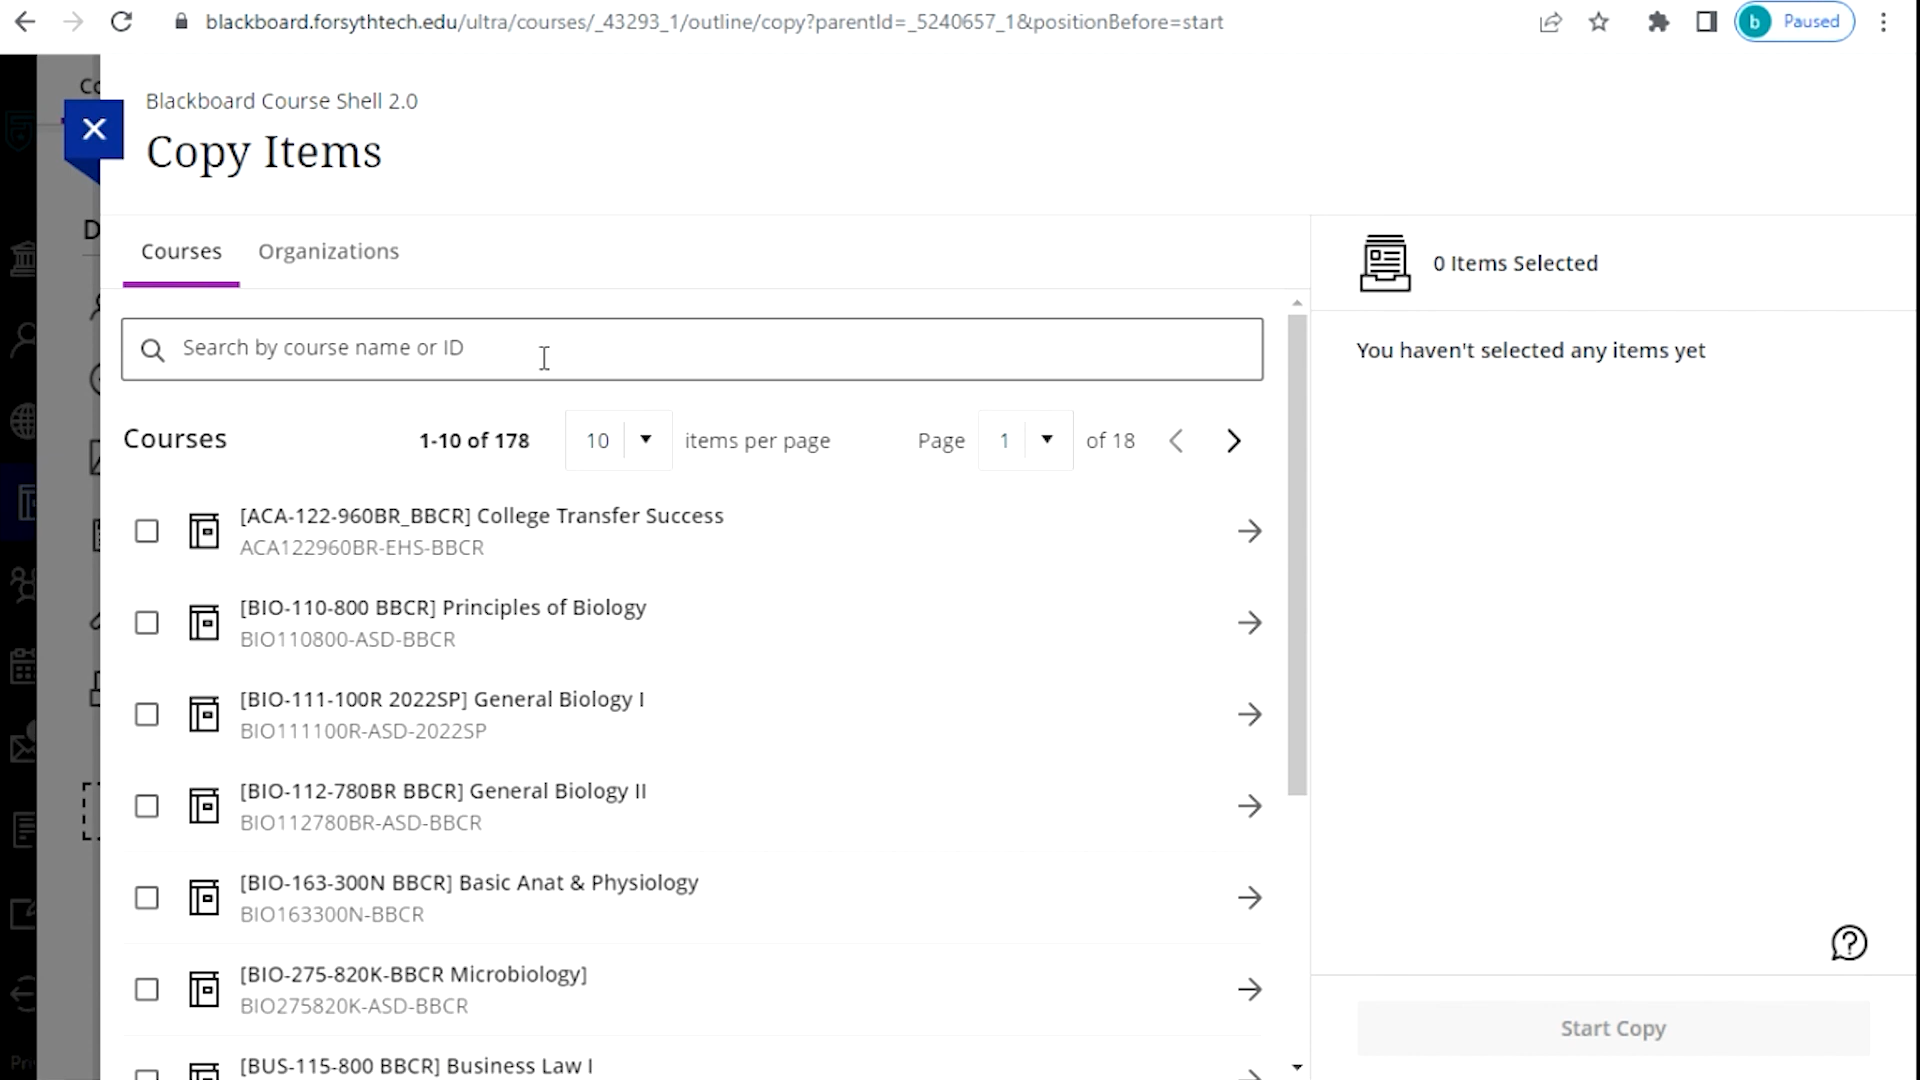 blackboard.forsythtech.edu/ultra/courses/_43293_1/outline/copy?parentId=_5240657_1&positionBefore=start
b Paused
Blackboard Course Shell 2.0
Copy Items
Courses Organizations
0 Items Selected
Search by course name or ID
You haven't selected any items yet
Courses 1-10 of 178 10 items per page Page 1 of 18
[ACA-122-960BR_BBCR] College Transfer Success
ACA122960BR-EHS-BBCR
[BIO-110-800 BBCR] Principles of Biology
BIO110800-ASD-BBCR
[BIO-111-100R 2022SP] General Biology I
BIO111100R-ASD-2022SP
[BIO-112-780BR BBCR] General Biology II
BIO112780BR-ASD-BBCR
[BIO-163-300N BBCR] Basic Anat & Physiology
BIO163300N-BBCR
[BIO-275-820K-BBCR Microbiology]
BIO275820K-ASD-BBCR
[BUS-115-800 BBCR] Business Law I
Start Copy